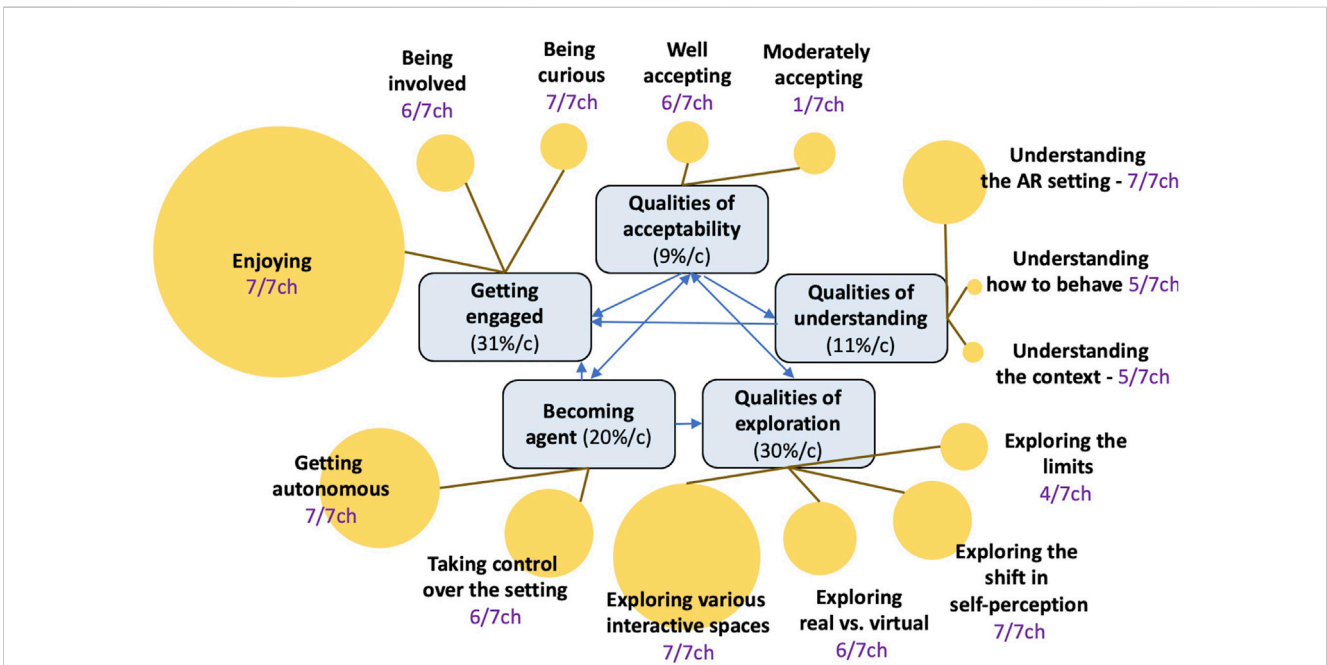 Being
involved
6/7ch
Being
curious
7/7ch
Well
accepting
6/7ch
Moderately
accepting
1/7ch
Understanding
the AR setting - 7/7ch
Qualities of
acceptability
(9%/c)
Enjoying
7/7ch
Getting
engaged
(31%/c)
Qualities of
understanding
(11%/c)
Understanding
how to behave 5/7ch
Understanding
the context - 5/7ch
Becoming
agent (20%/c)
Qualities of
exploration
(30%/c)
Exploring the
limits
4/7ch
Getting
autonomous
7/7ch
Taking control
over the setting
6/7ch
Exploring various
interactive spaces
7/7ch
Exploring
real vs. virtual
6/7ch
Exploring the
shift in
self-perception
7/7ch